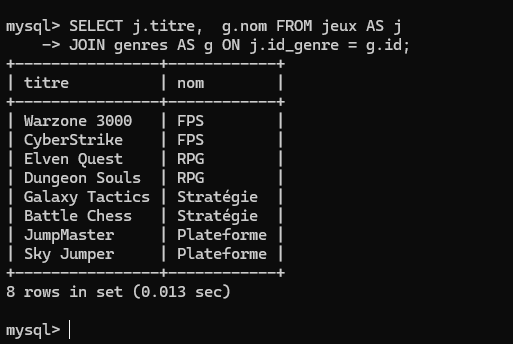 mysql> SELECT j.titre,  g.nom FROM jeux AS j
    -> JOIN genres AS g ON j.id_genre = g.id;
+----------------+------------+
| titre          | nom        |
+----------------+------------+
| Warzone 3000   | FPS        |
| CyberStrike    | FPS        |
| Elven Quest    | RPG        |
| Dungeon Souls  | RPG        |
| Galaxy Tactics | Stratégie  |
| Battle Chess   | Stratégie  |
| JumpMaster     | Plateforme |
| Sky Jumper     | Plateforme |
+----------------+------------+
8 rows in set (0.013 sec)
mysql>